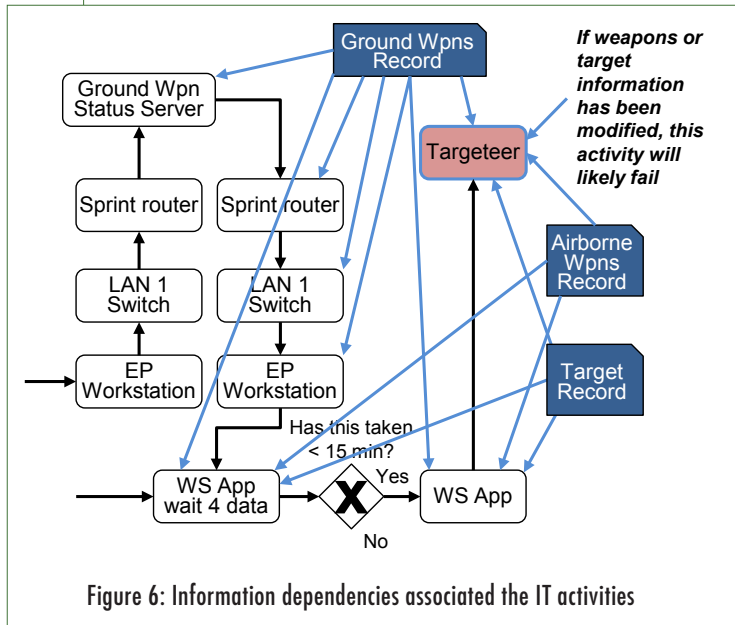 Ground Wpns
Record
If weapons or
target
information
has been
modified, this
activity will
likely fail
Ground Wpn
Status Server
Targeteer
Sprint router
Sprint router
Airborne
Wpns
Record
LAN 1
Switch
LAN 1
Switch
EP
Workstation
EP
Workstation
Target
Record
Has this taken
< 15 min?
WS App
wait 4 data
X
Yes
WS App
No
Figure 6: Information dependencies associated the IT activities